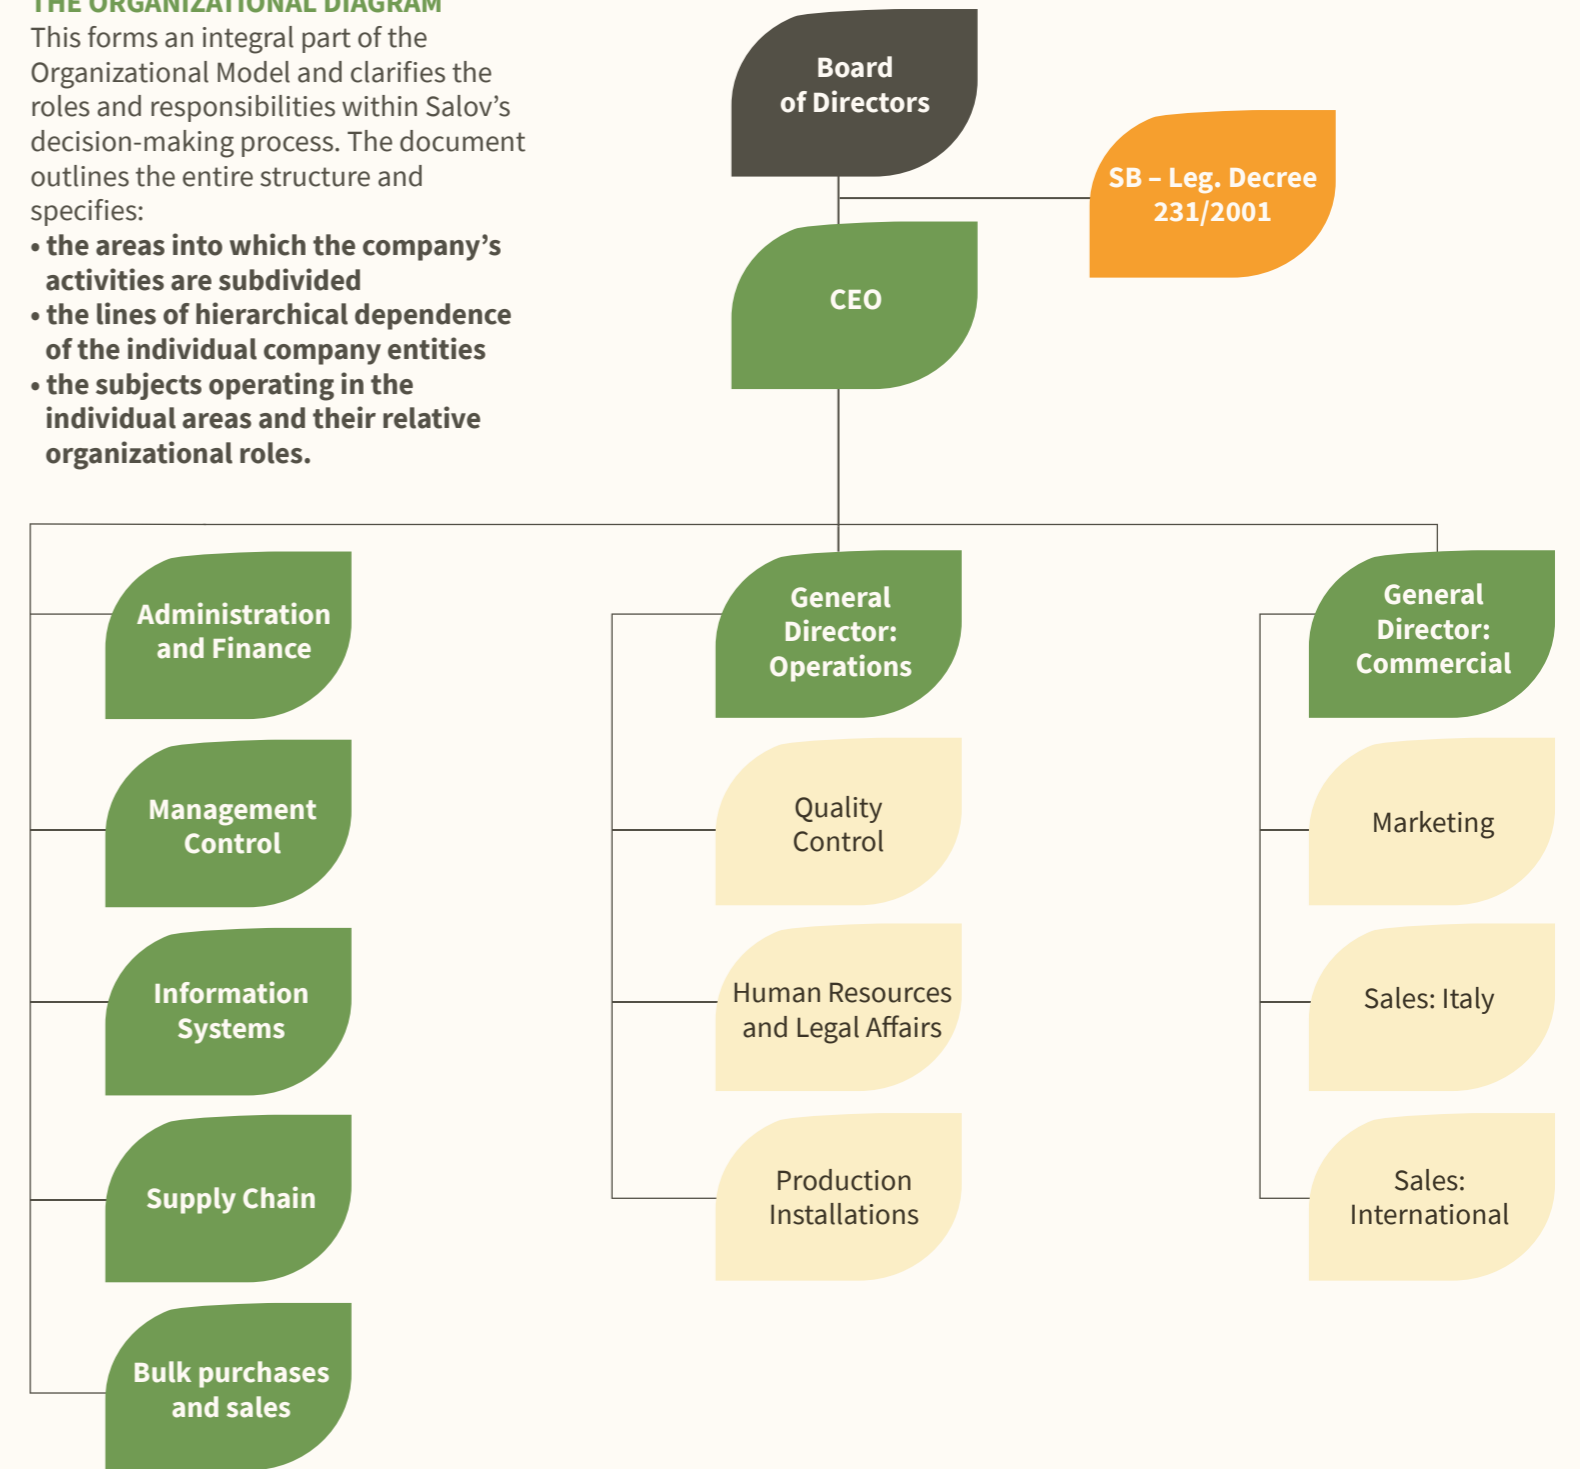 THE ORGANIZATIONAL DIAGRAM
This forms an integral part of the
Organizational Model and clarifies the
roles and responsibilities within Salov’s
decision-making process. The document
outlines the entire structure and
specifies:
• the areas into which the company’s
activities are subdivided
• the lines of hierarchical dependence
of the individual company entities
• the subjects operating in the
individual areas and their relative
organizational roles.
Board
of Directors
SB – Leg. Decree
231/2001
CEO
Administration
and Finance
Management
Control
Information
Systems
Supply Chain
Bulk purchases
and sales
General
Director:
Operations
Quality
Control
Human Resources
and Legal Affairs
Production
Installations
General
Director:
Commercial
Marketing
Sales: Italy
Sales:
International